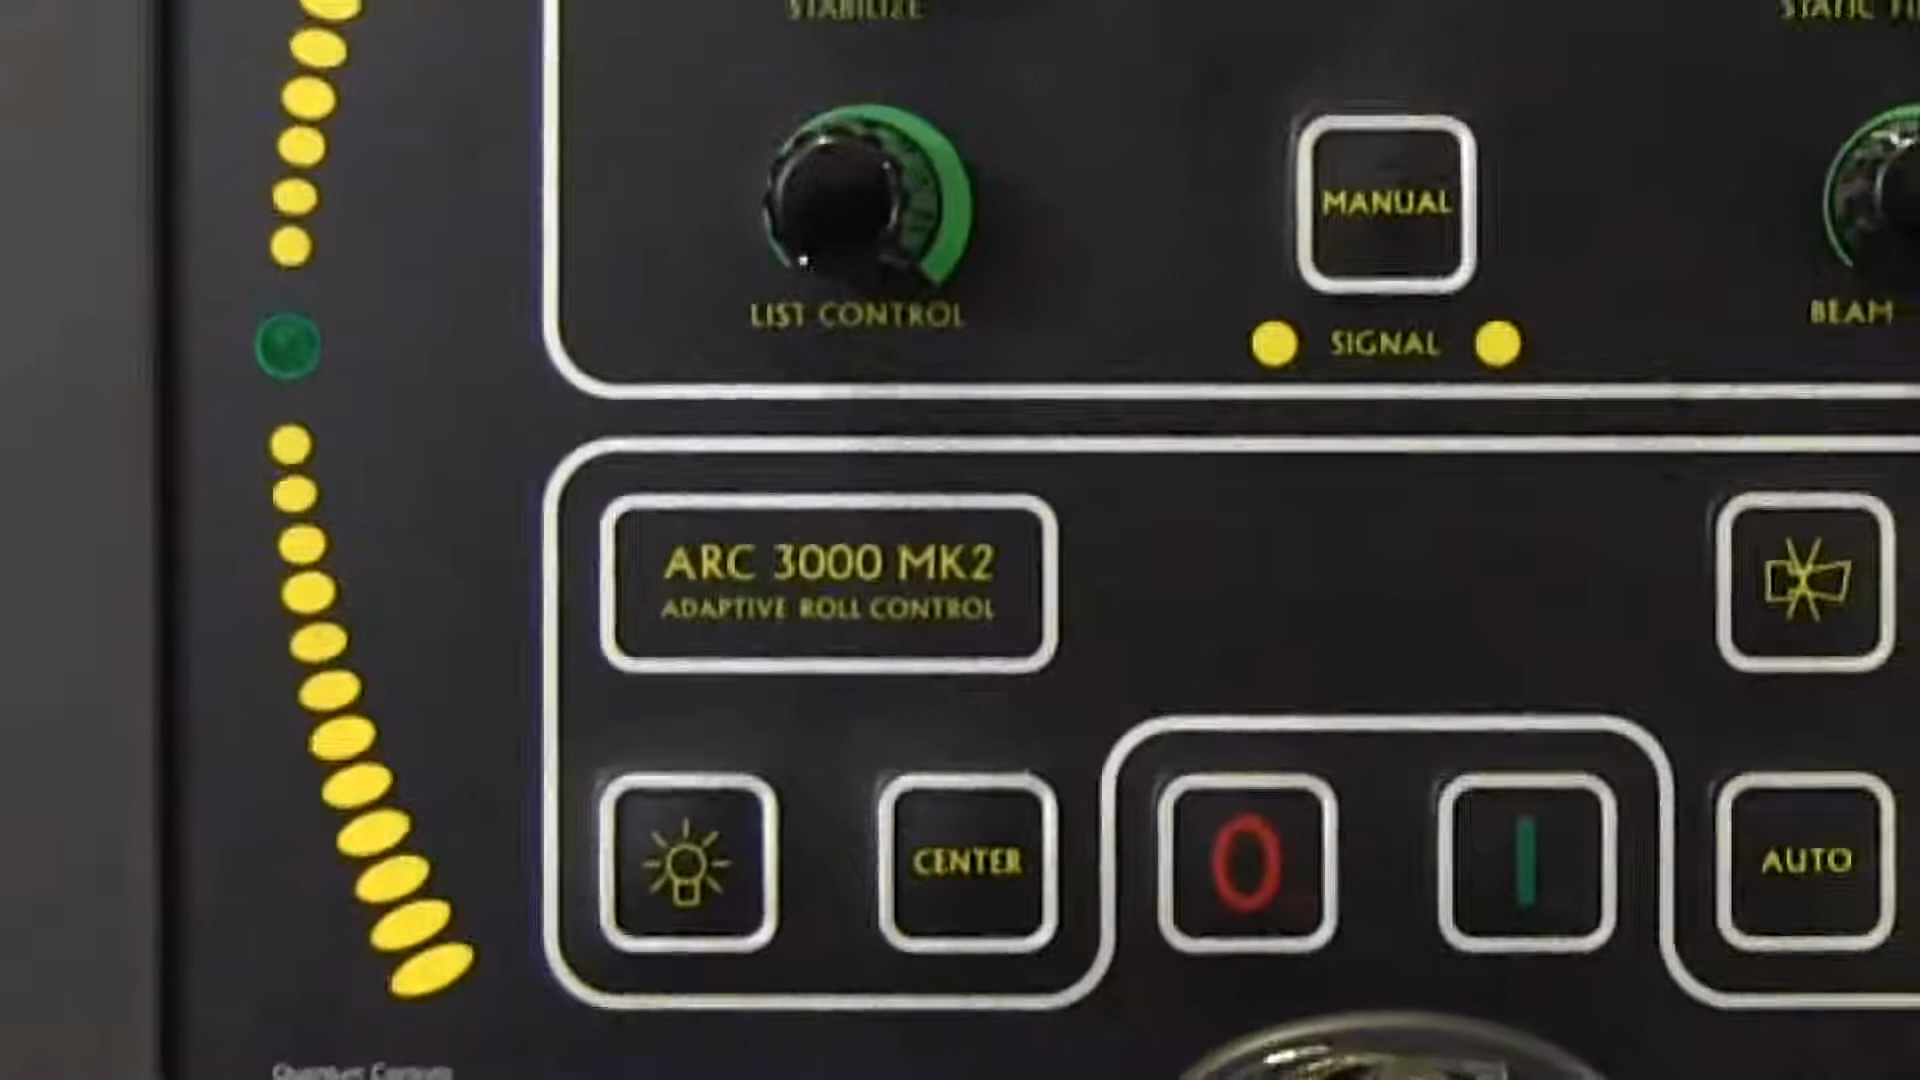 STABILIZE
STATIC
MANUAL
LIST CONTROL
BEAM
SIGNAL
ARC 3000 MK2
ADAPTIVE ROLL CONTROL
CENTER
0
I
AUTO